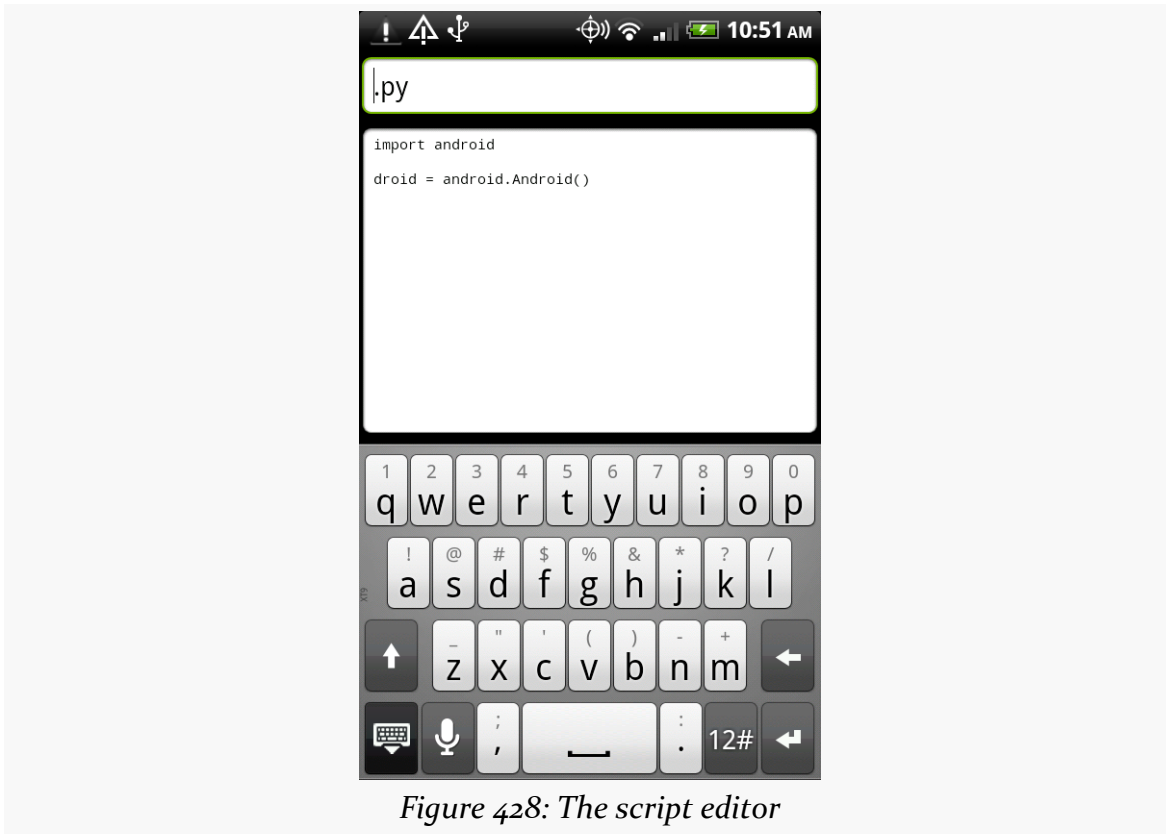 10:51 AM
.py
import android
droid = android.Android()
1 2 3 4 5 6 7 8 9 0
q w e r t y u i o p
! @ # $ % & * ? /
a s d f g h j k l
XT9
_ " ' ( ) - +
z x c v b n m
; :
, . 12#
Figure 428: The script editor